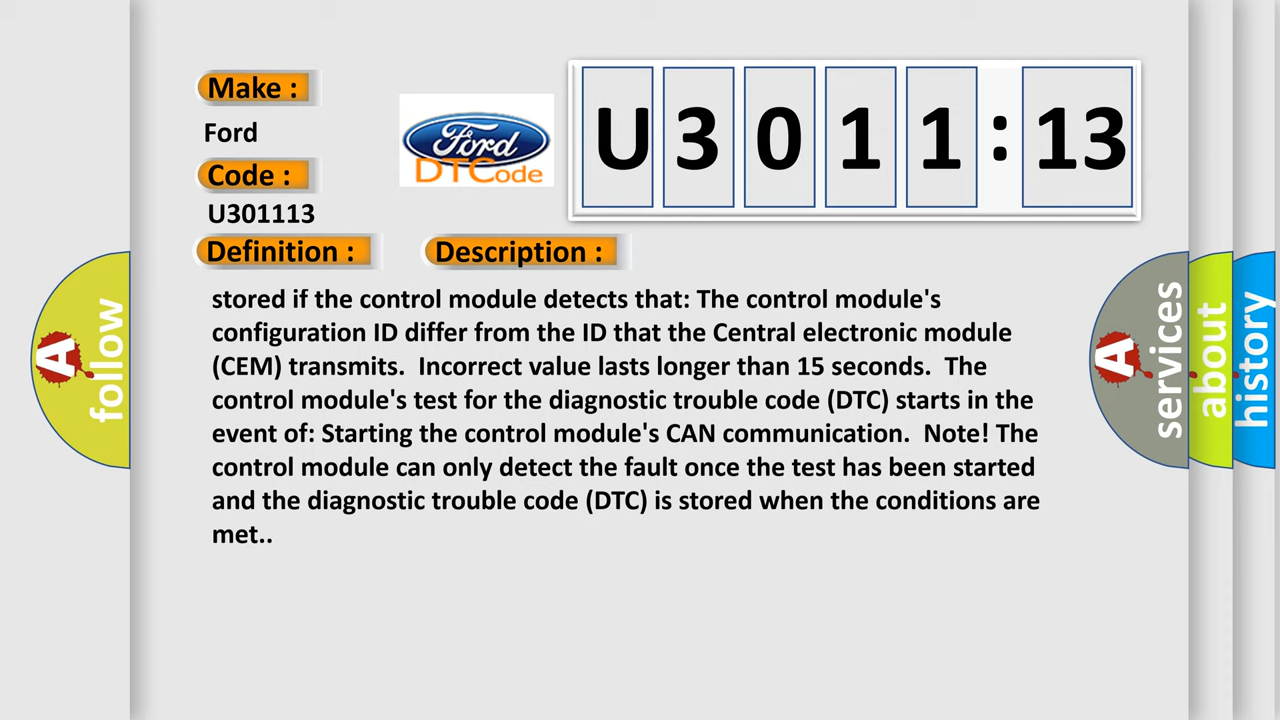 Make :
Ford
Code :
U301113
Ford
DTCode
U3011:13
Definition :
Description :
stored if the control module detects that: The control module's
configuration ID differ from the ID that the Central electronic module
(CEM) transmits.  Incorrect value lasts longer than 15 seconds.  The
control module's test for the diagnostic trouble code (DTC) starts in the
event of: Starting the control module's CAN communication.  Note! The
control module can only detect the fault once the test has been started
and the diagnostic trouble code (DTC) is stored when the conditions are
met..
A
follow
A
services
about
history